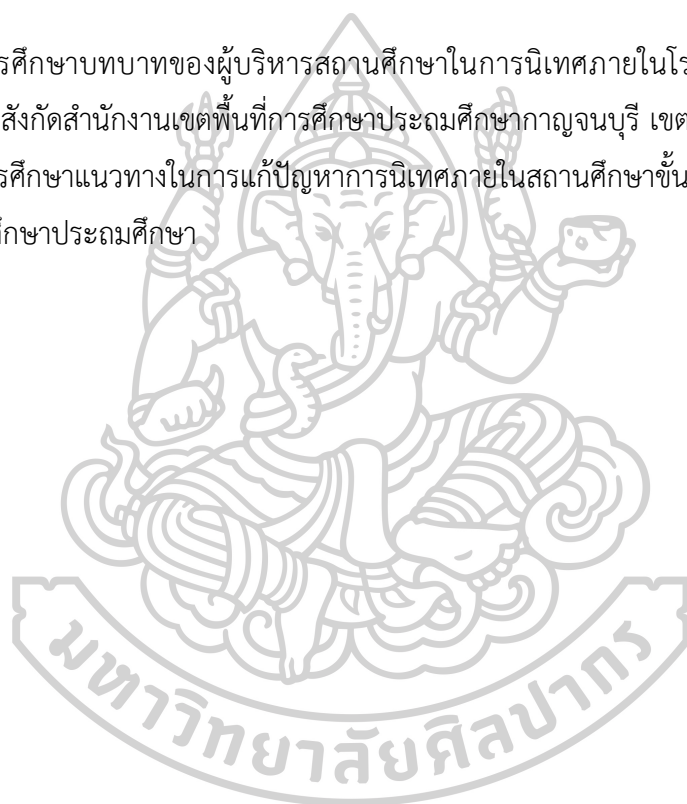 รศึกษาบทบาทของผู้บริหารสถานศึกษาในการนิเทศภายในโร
สังกัดสำนักงานเขตพื้นที่การศึกษาประถมศึกษากาญจนบุรี เขต
รศึกษาแนวทางในการแก้ปัญหาการนิเทศภายในสถานศึกษาขั้น
ศึกษาประถมศึกษา
มหาวิทยาลัยศิลปากร